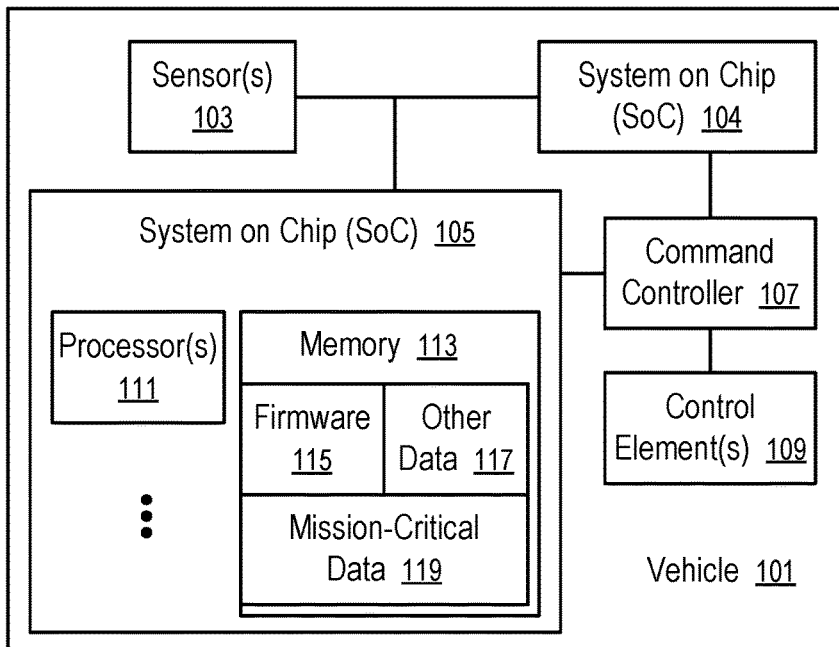 Sensor(s)
103
System on Chip
(SoC) 104
System on Chip (SoC) 105
Command
Controller 107
Processor(s)
111
Memory 113
Firmware
115
Other
Data 117
Control
Element(s) 109
Mission-Critical
Data 119
Vehicle 101